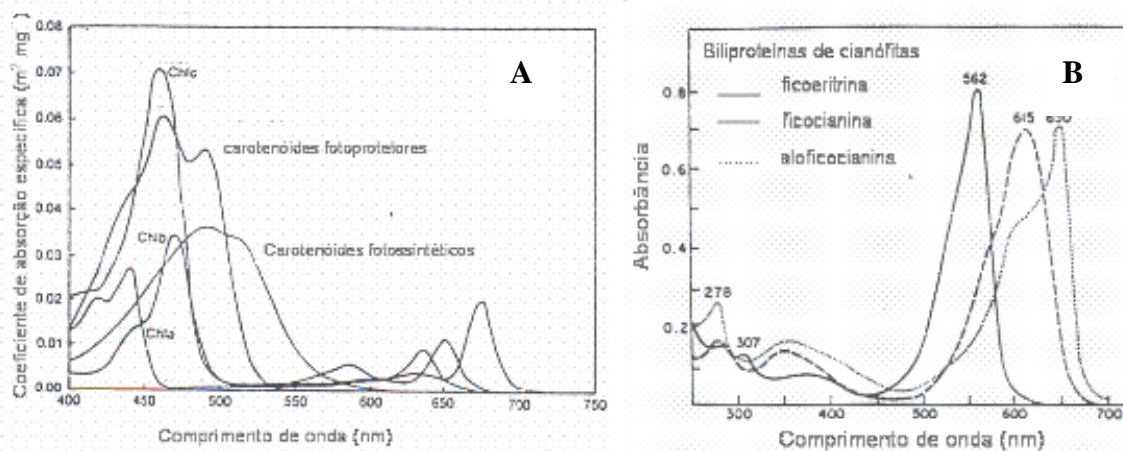 Coeficiente de absorção específica (m² mg⁻¹)
0.08
0.07
0.06
0.05
0.04
0.03
0.02
0.01
0.00
400
450
500
550
600
650
700
750
Comprimento de onda (nm)
A
Chlc
carotenóides fotoprotetores
Chlb
Carotenóides fotossintéticos
Chla
Biliproteínas de cianófitas
ficoeritrina
ficocianina
aloficocianina
B
562
615
650
278
307
Absorbância
0.8
0.6
0.4
0.2
300
400
500
600
700
Comprimento de onda (nm)